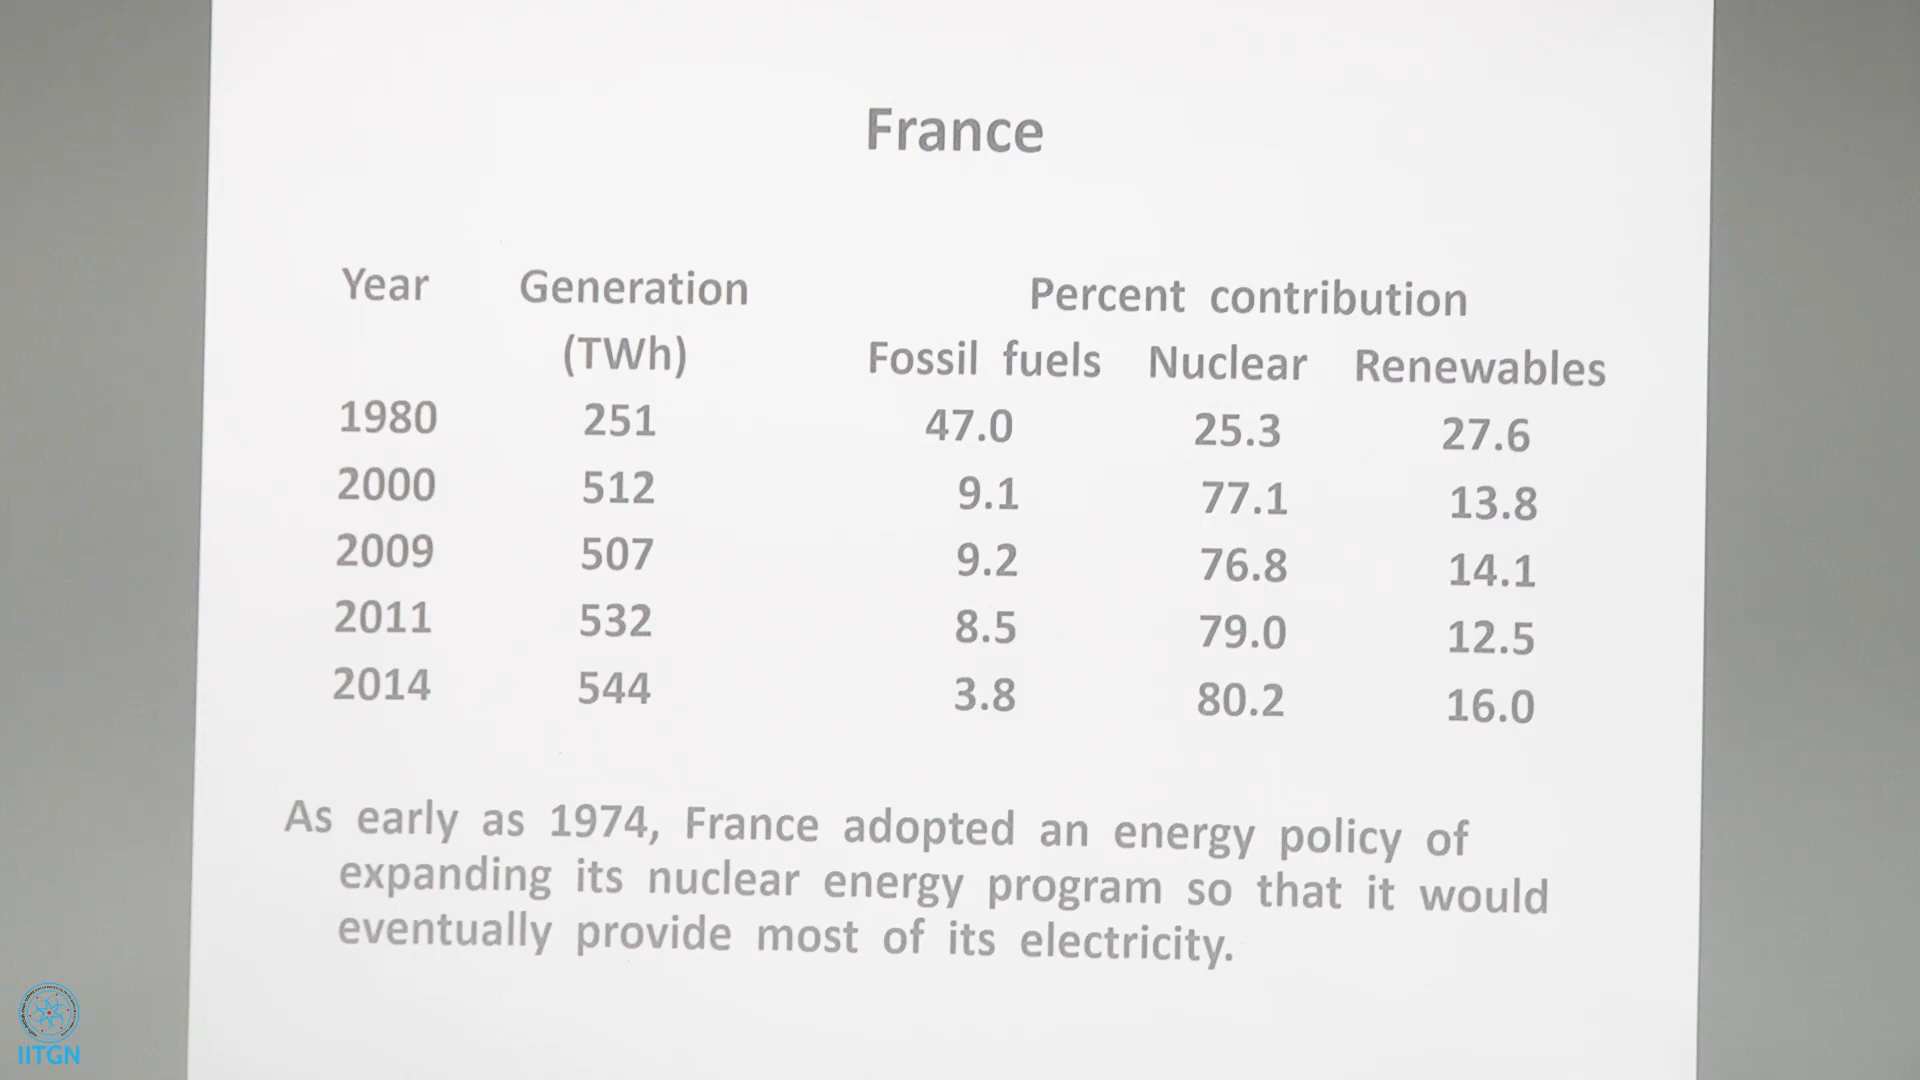 France
Year Generation Percent contribution
(TWh) Fossil fuels Nuclear Renewables
1980 251 47.0 25.3 27.6
2000 512 9.1 77.1 13.8
2009 507 9.2 76.8 14.1
2011 532 8.5 79.0 12.5
2014 544 3.8 80.2 16.0
As early as 1974, France adopted an energy policy of
expanding its nuclear energy program so that it would
eventually provide most of its electricity.
IITGN